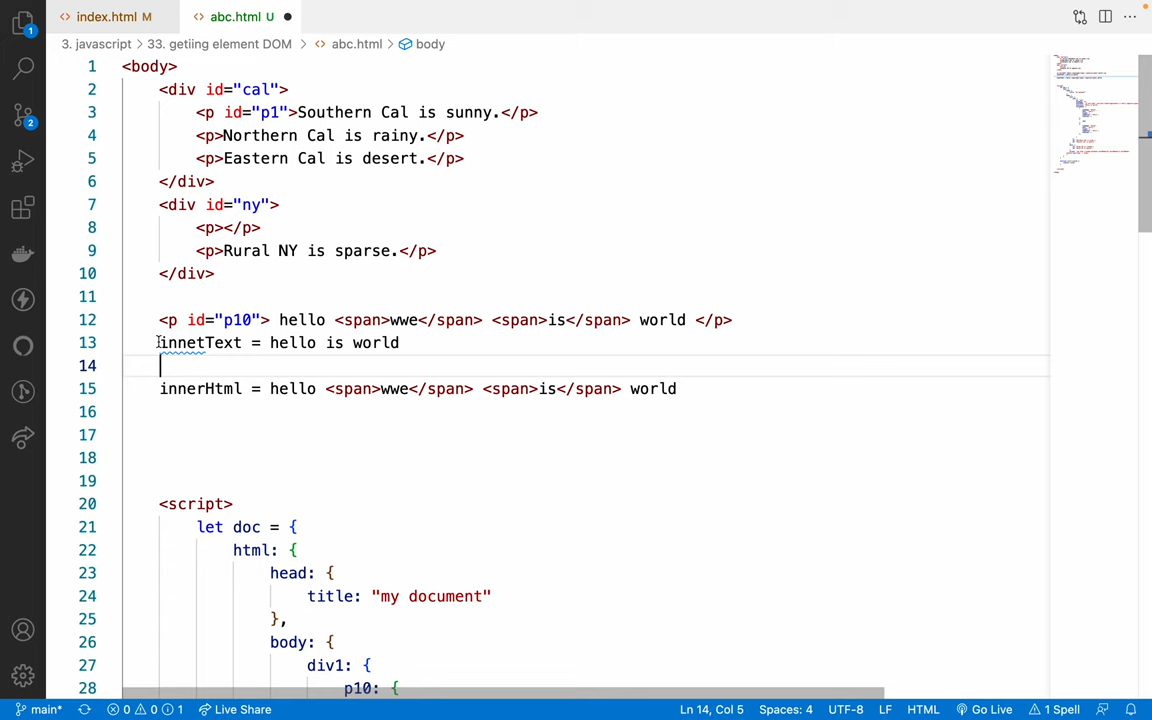 index.html M
abc.html U
3. javascript > 33. getiing element DOM > abc.html > body
1 <body>
2 <div id="cal">
3 <p id="p1">Southern Cal is sunny.</p>
4 <p>Northern Cal is rainy.</p>
5 <p>Eastern Cal is desert.</p>
6 </div>
7 <div id="ny">
8 <p></p>
9 <p>Rural NY is sparse.</p>
10 </div>
11
12 <p id="p10"> hello <span>wwe</span> <span>is</span> world </p>
13 innetText = hello is world
14
15 innerHtml = hello <span>wwe</span> <span>is</span> world
16
17
18
19
20 <script>
21 let doc = {
22 html: {
23 head: {
24 title: "my document"
25 },
26 body: {
27 div1: {
28 p10: {
1
2
main* 0 0 1 Live Share Ln 14, Col 5 Spaces: 4 UTF-8 LF HTML Go Live 1 Spell